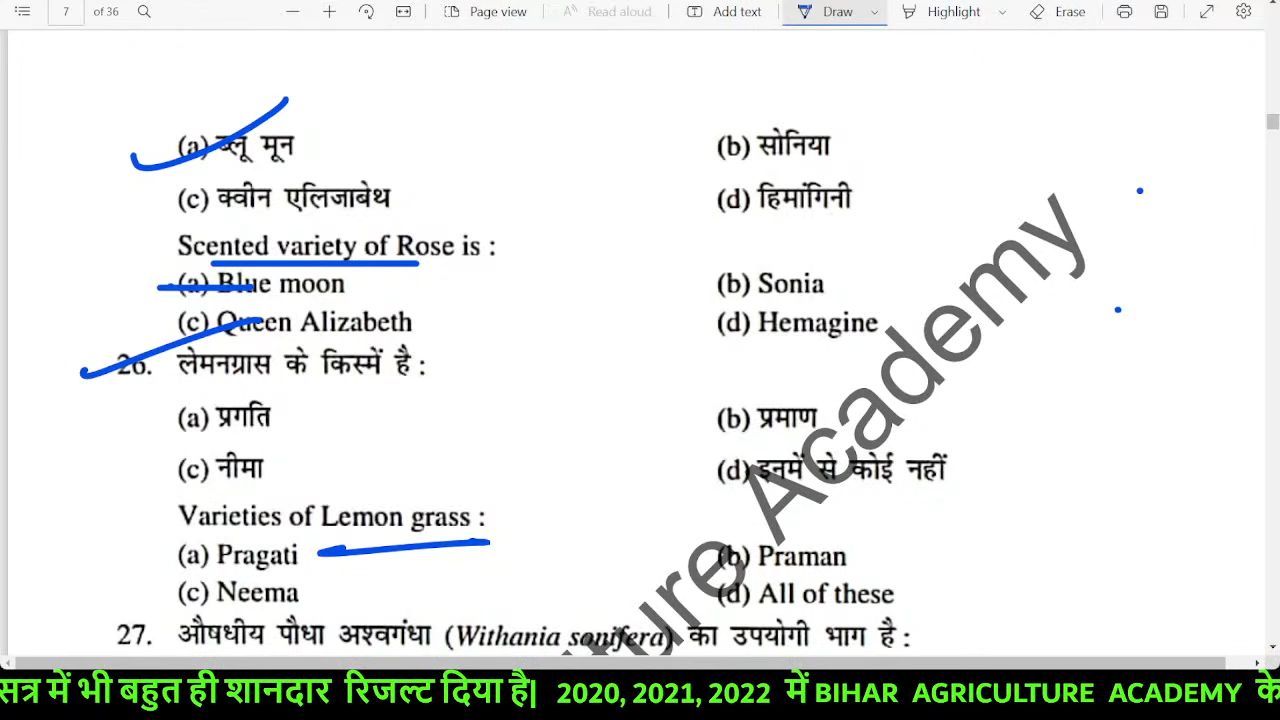 7 of 36 Page view Read aloud Add text Draw Highlight Erase
(a) ब्लू मून (b) सोनिया
(c) क्वीन एलिजाबेथ (d) हिमांगिनी
Scented variety of Rose is :
(a) Blue moon (b) Sonia
(c) Queen Alizabeth (d) Hemagine
26. लेमनग्रास के किस्में है :
(a) प्रगति (b) प्रमाण
(c) नीमा (d) इनमें से कोई नहीं
Varieties of Lemon grass :
(a) Pragati (b) Praman
(c) Neema (d) All of these
27. औषधीय पौधा अश्वगंधा (Withania sonifera) का उपयोगी भाग है :
ture Academy
सत्र में भी बहुत ही शानदार रिजल्ट दिया है| 2020, 2021, 2022 में BIHAR AGRICULTURE ACADEMY के